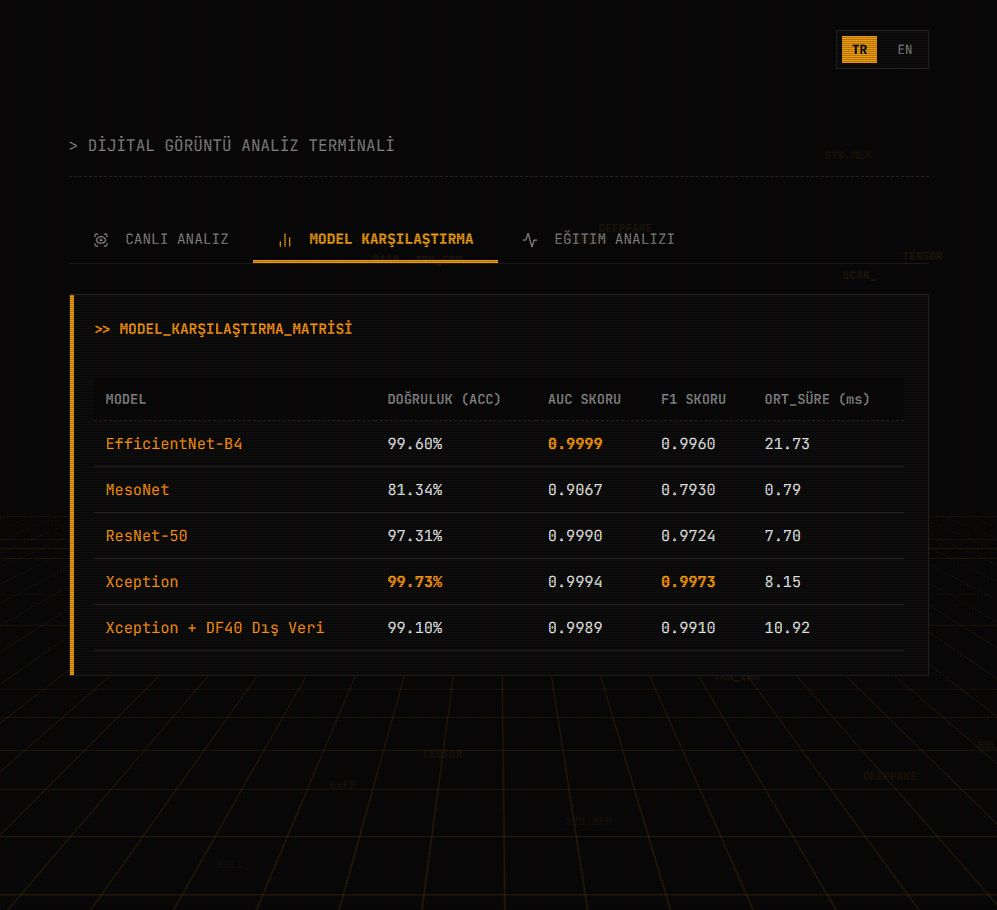 TR EN
> DİJİTAL GÖRÜNTÜ ANALİZ TERMİNALİ
SYS.MEM
DEEPFAKE
CANLI ANALIZ MODEL KARŞILAŞTIRMA EĞITIM ANALIZI
TENSOR
SCAN_
>> MODEL_KARŞILAŞTIRMA_MATRİSİ
MODEL DOĞRULUK (ACC) AUC SKORU F1 SKORU ORT_SÜRE (ms)
EfficientNet-B4 99.60% 0.9999 0.9960 21.73
MesoNet 81.34% 0.9067 0.7930 0.79
ResNet-50 97.31% 0.9990 0.9724 7.70
Xception 99.73% 0.9994 0.9973 8.15
Xception + DF40 Dış Veri 99.10% 0.9989 0.9910 10.92
TENSOR
DEEPFAKE
0xFF
SYS.MEM
NULL